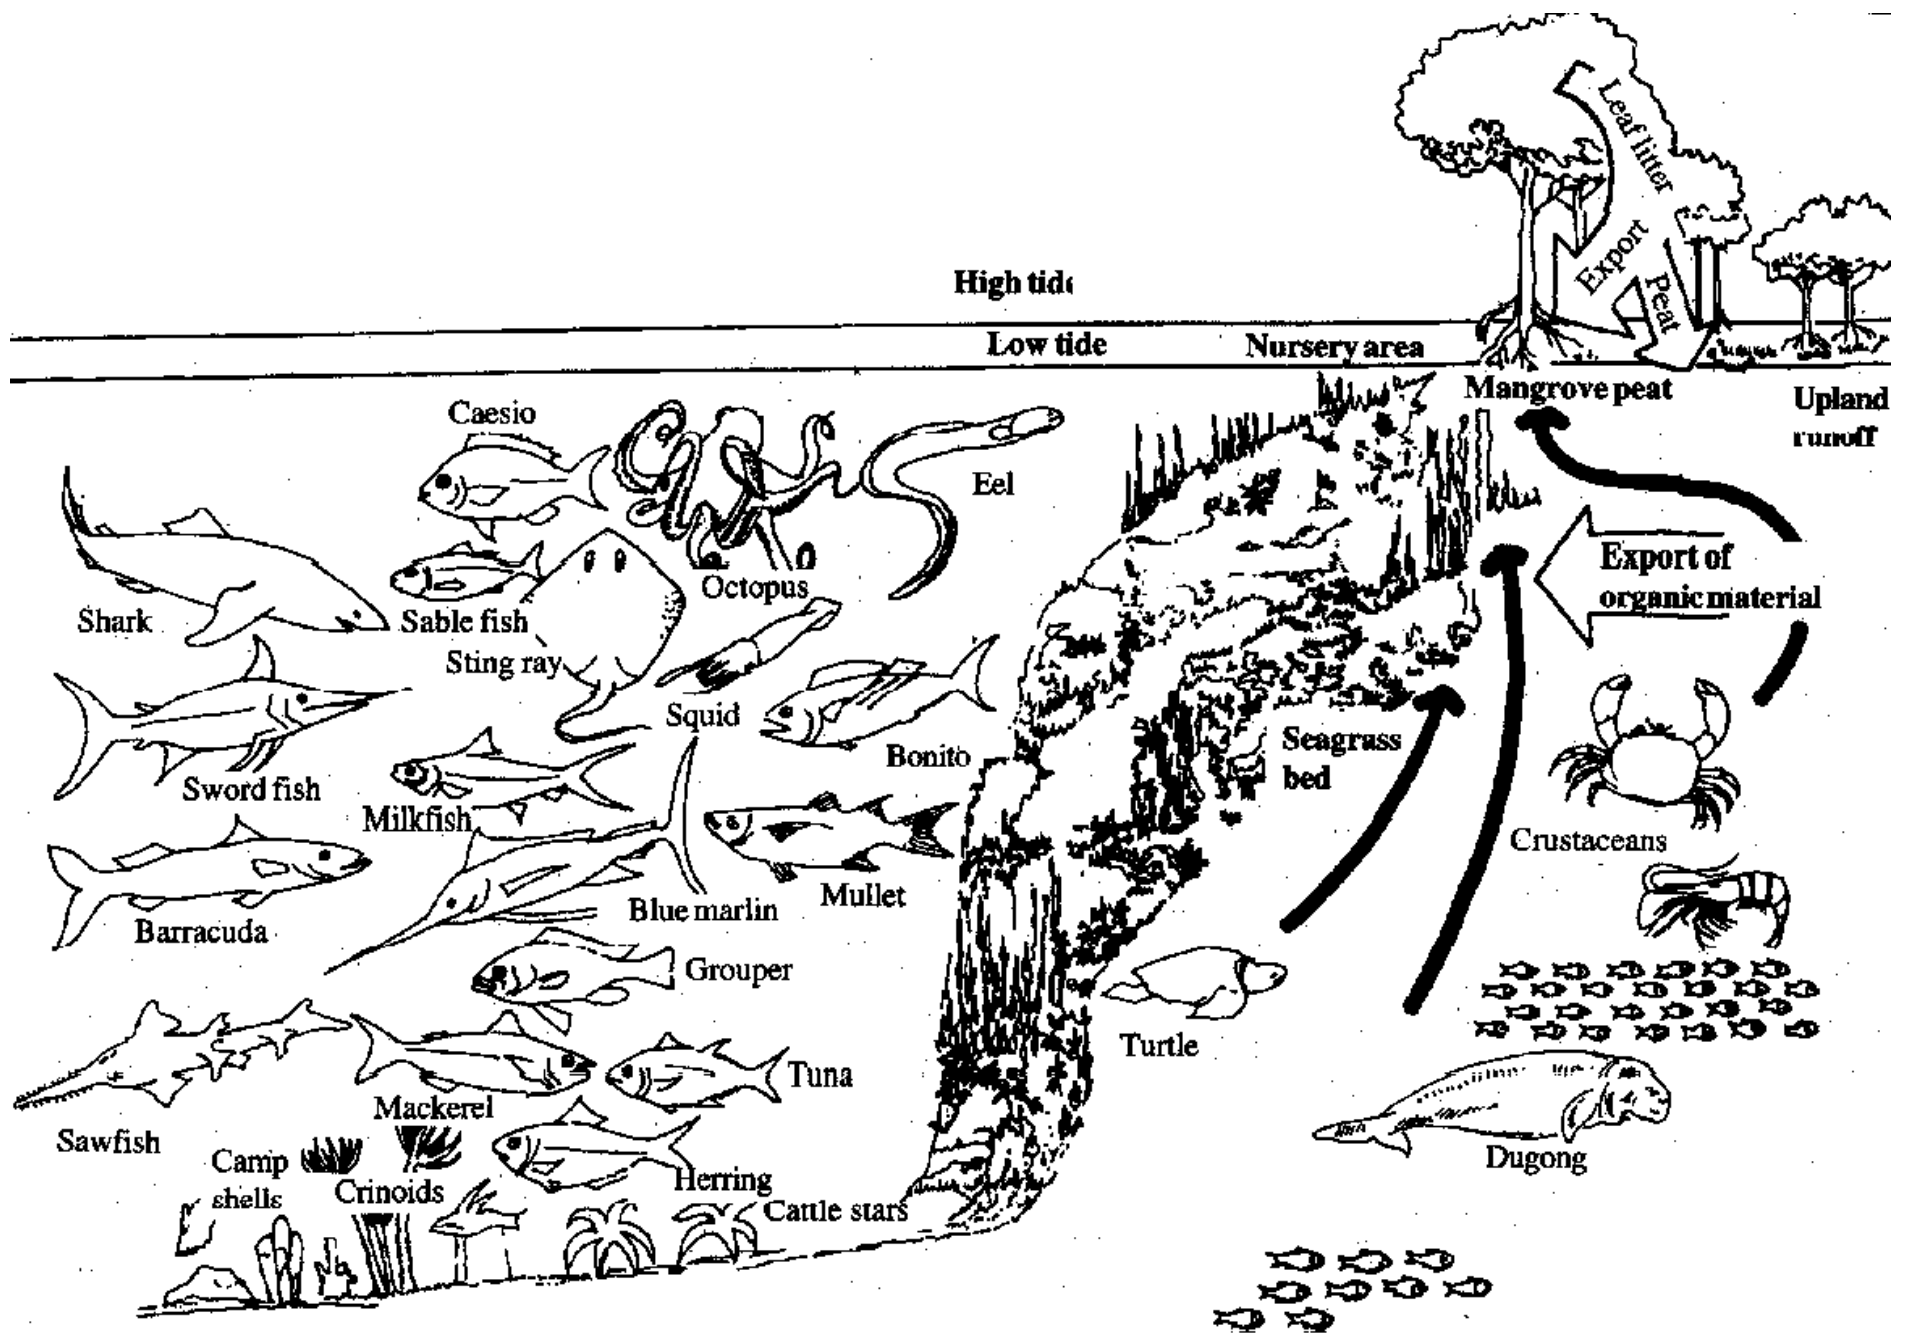 Leaf litter
Export
Peat
High tide
Low tide
Nursery area
Mangrove peat
Upland
runoff
Caesio
Eel
Octopus
Export of
organic material
Shark
Sable fish
Sting ray
Squid
Bonito
Seagrass
bed
Sword fish
Milkfish
Crustaceans
Mullet
Blue marlin
Barracuda
Grouper
Turtle
Tuna
Mackerel
Sawfish
Dugong
Camp
shells
Crinoids
Herring
Cattle stars